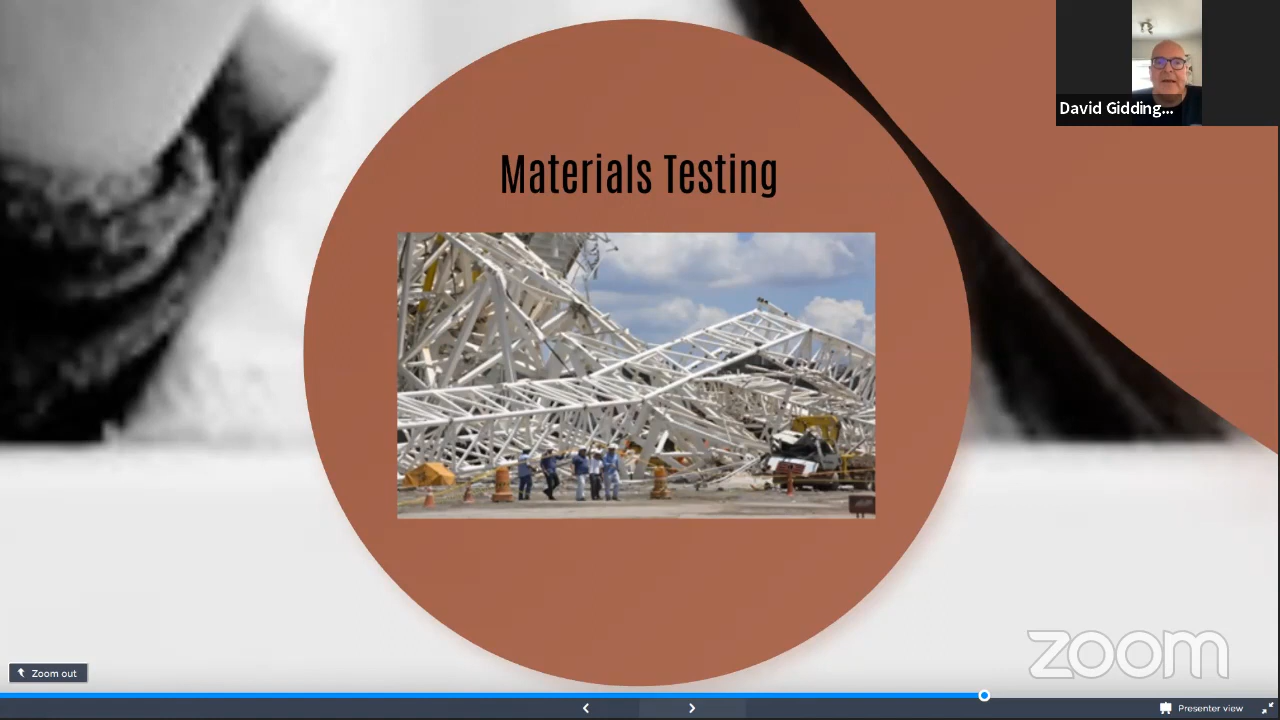 David Gidding...
Materials Testing
zoom
Zoom out
Presenter view